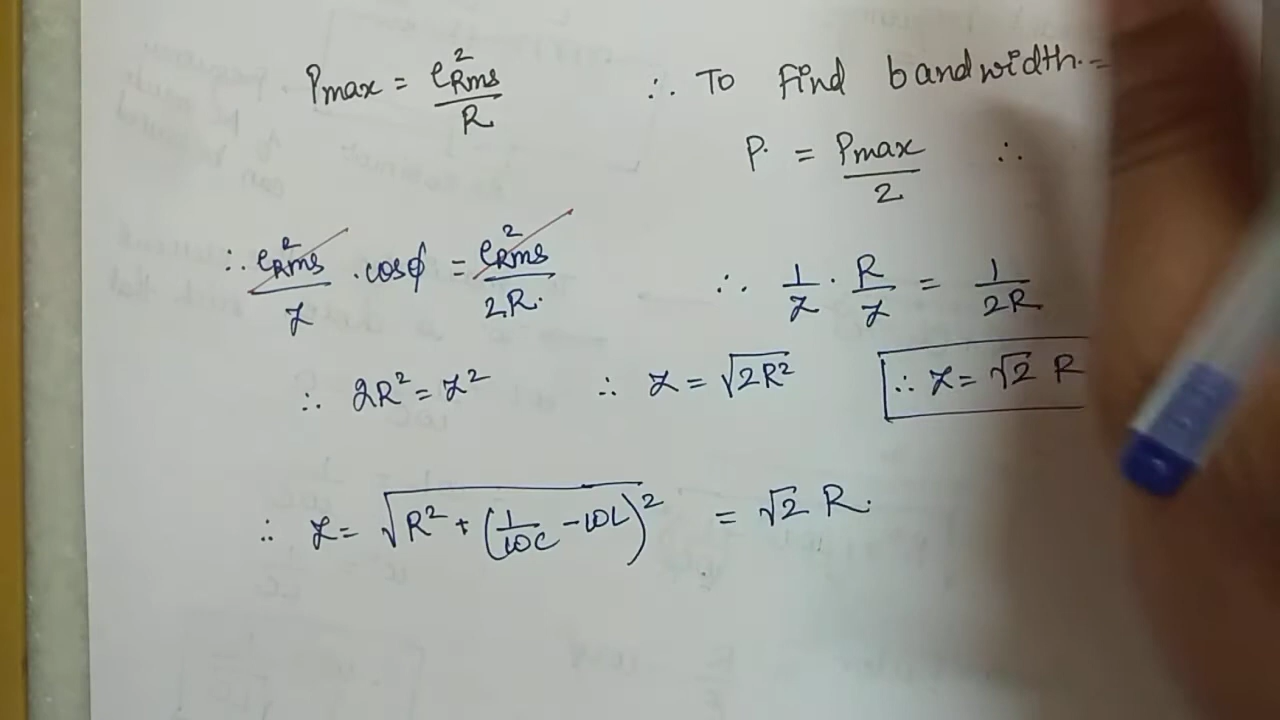 Pmax = e²Rms / R
∴ To find bandwidth =
P. = Pmax / 2 ∴
∴ e²Rms / Z . cosφ = e²Rms / 2R.
∴ 1/Z . R/Z = 1/2R
∴ 2R² = Z² ∴ Z = √2R² ∴ Z = √2 R
∴ Z = √R² + (1/ωC - ωL)² = √2 R.